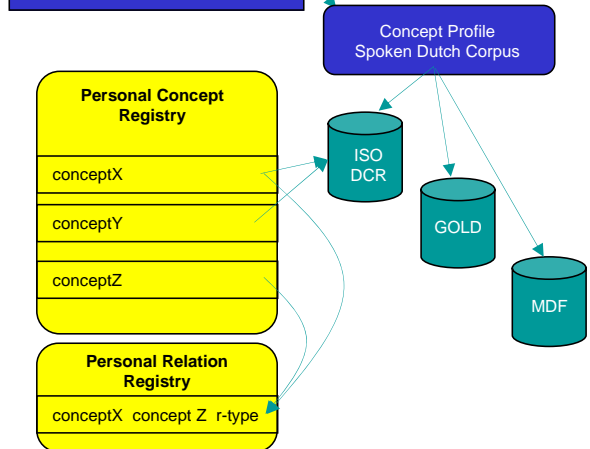 Concept Profile
Spoken Dutch Corpus
Personal Concept
Registry
ISO
DCR
conceptX
conceptY
GOLD
conceptZ
MDF
Personal Relation
Registry
conceptX concept Z r-type